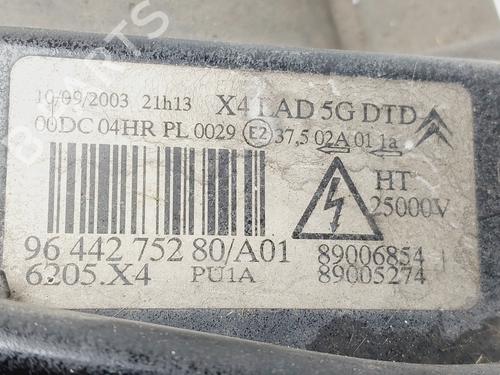 10/09/2003 21h13 X4 LAD 5G DTD
00DC 04HR PL 0029 E2 37,5 02A 01 1a
HT
25000V
96 442 752 80/A01 89006854
6205.X4 PU1A 89005274